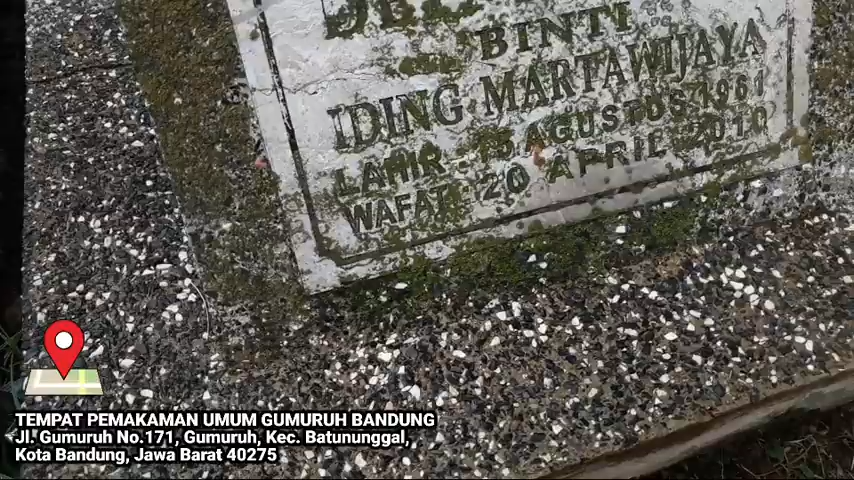 BINTI
IDING MARTAWIJAYA
LAHIR 15 AGUSTUS 1961
WAFAT 20 APRIL 2010
TEMPAT PEMAKAMAN UMUM GUMURUH BANDUNG
Jl. Gumuruh No.171, Gumuruh, Kec. Batununggal,
Kota Bandung, Jawa Barat 40275